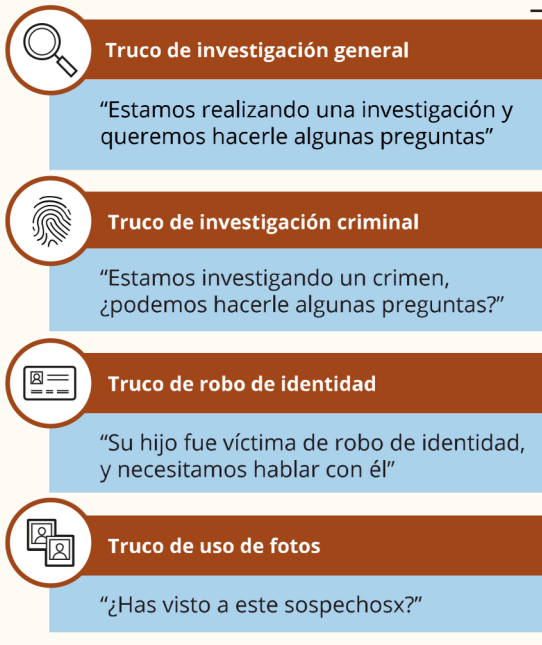 Truco de investigación general
“Estamos realizando una investigación y
queremos hacerle algunas preguntas”
Truco de investigación criminal
“Estamos investigando un crimen,
¿podemos hacerle algunas preguntas?”
Truco de robo de identidad
“Su hijo fue víctima de robo de identidad,
y necesitamos hablar con él”
Truco de uso de fotos
“¿Has visto a este sospechosx?”